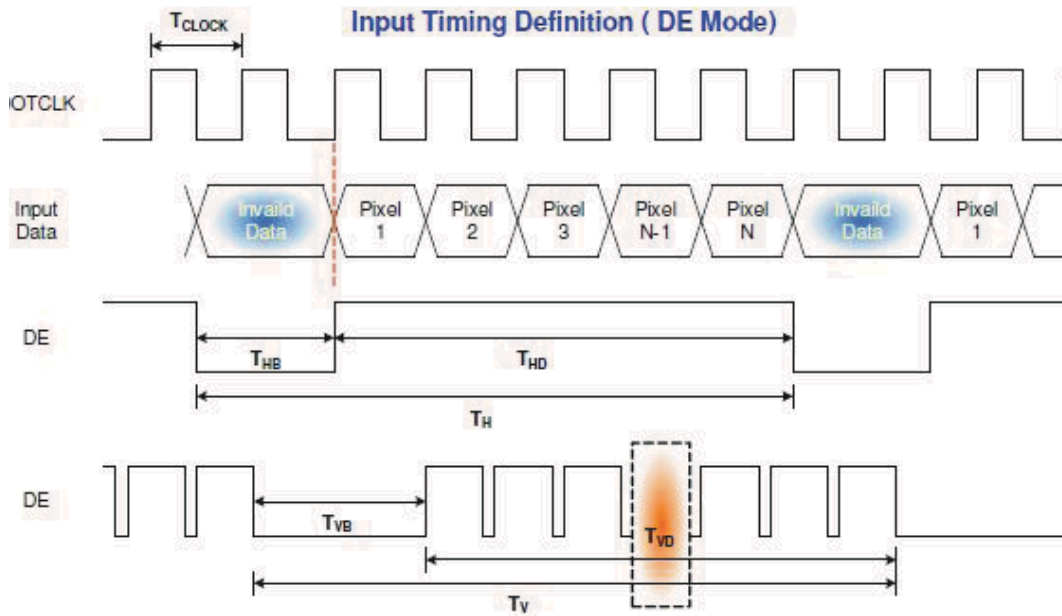 Input Timing Definition ( DE Mode)
TCLOCK
OTCLK
Input
Data
Invaild
Data
Pixel
1
Pixel
2
Pixel
3
Pixel
N-1
Pixel
N
Invaild
Data
Pixel
1
DE
THB
THD
TH
DE
TVB
TVD
TV